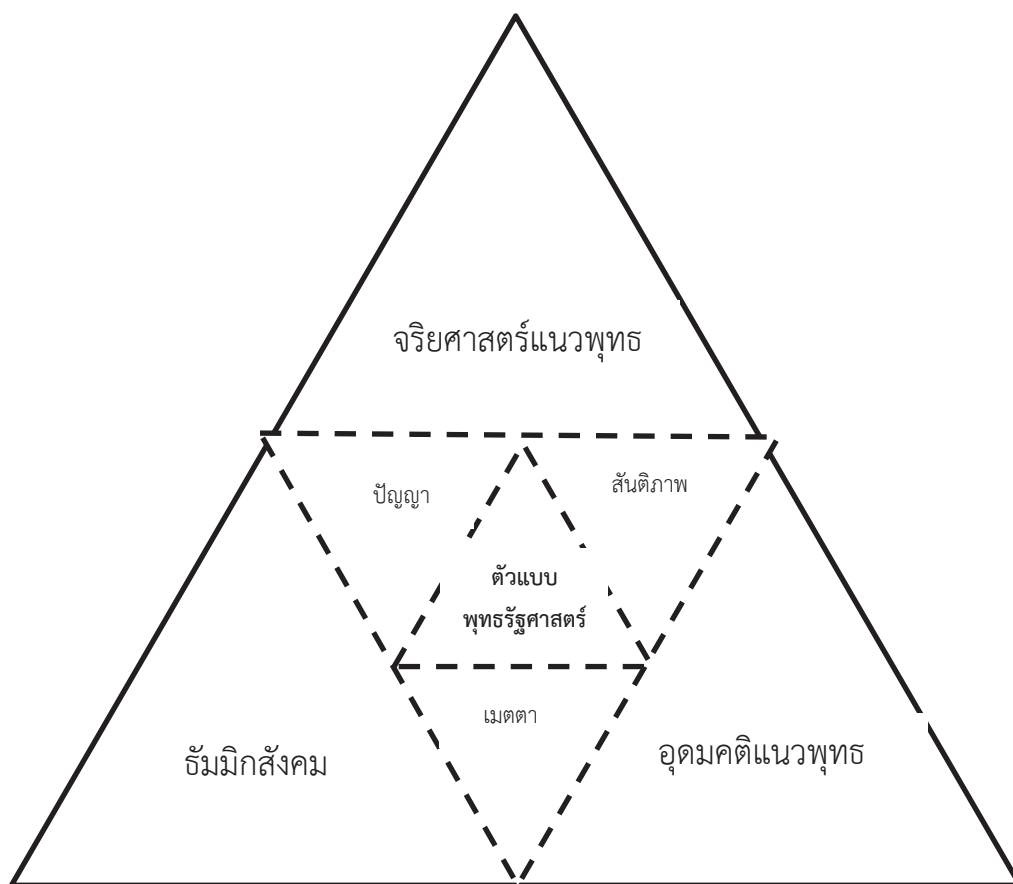 จริยศาสตร์แนวพุทธ
ปัญญา
สันติภาพ
ตัวแบบ
พุทธรัฐศาสตร์
เมตตา
ธัมมิกสังคม
อุดมคติแนวพุทธ